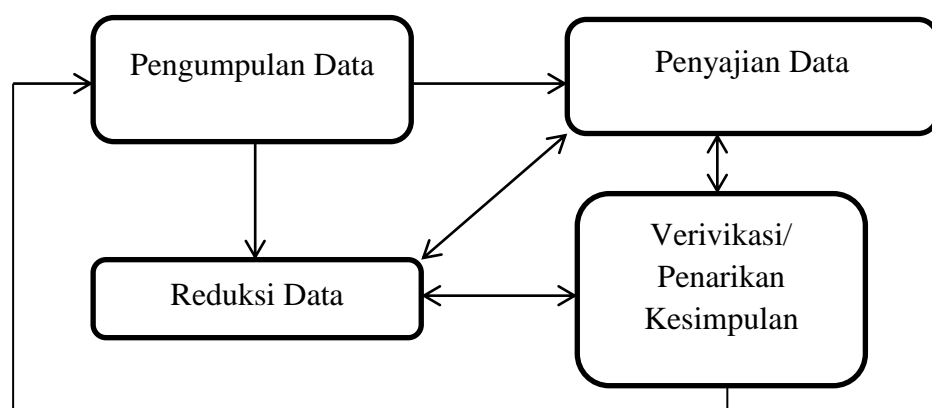 Pengumpulan Data
Penyajian Data
Reduksi Data
Verivikasi/
Penarikan
Kesimpulan